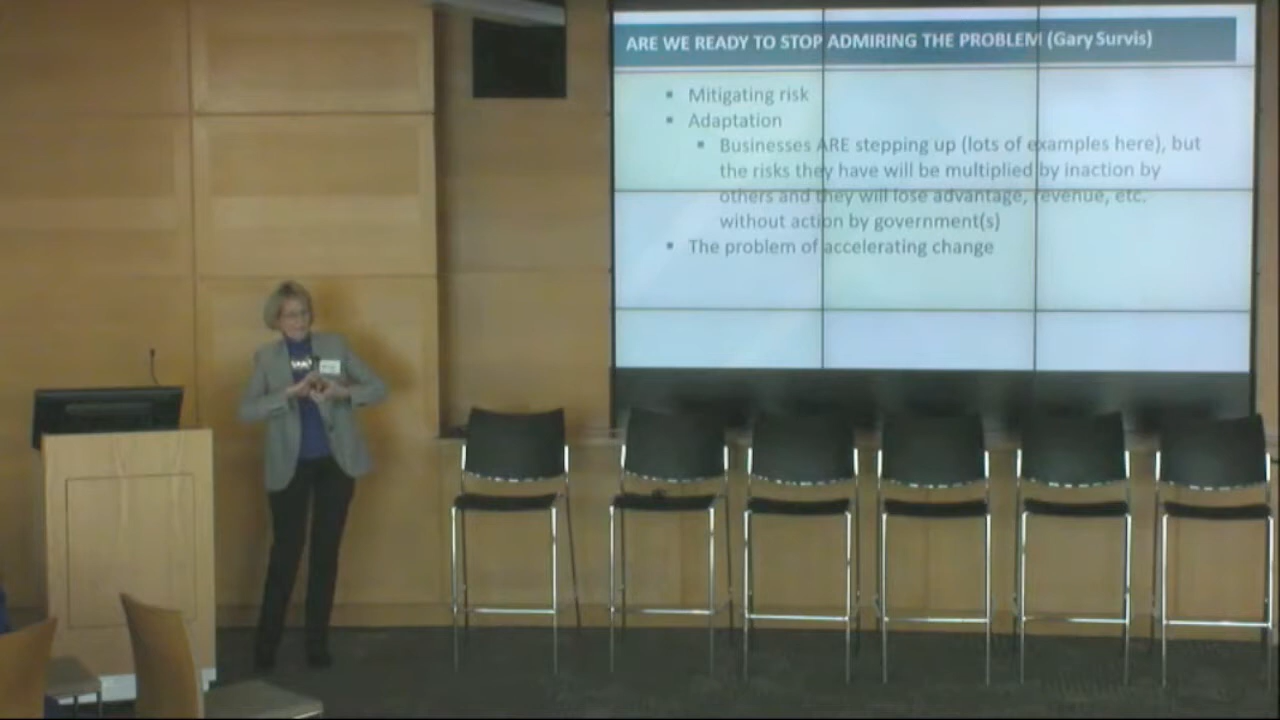 ARE WE READY TO STOP ADMIRING THE PROBLEM (Gary Survis)
▪ Mitigating risk
▪ Adaptation
▪ Businesses ARE stepping up (lots of examples here), but
the risks they have will be multiplied by inaction by
others and they will lose advantage, revenue, etc.
without action by government(s)
▪ The problem of accelerating change